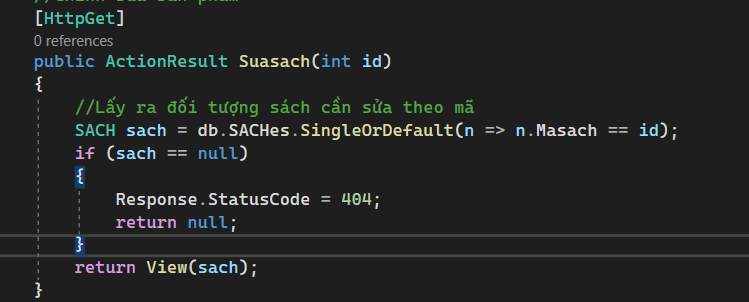 [HttpGet]
0 references
public ActionResult Suasach(int id)
{
//Lấy ra đối tượng sách cần sửa theo mã
SACH sach = db.SACHes.SingleOrDefault(n => n.Masach == id);
if (sach == null)
{
Response.StatusCode = 404;
return null;
}
return View(sach);
}